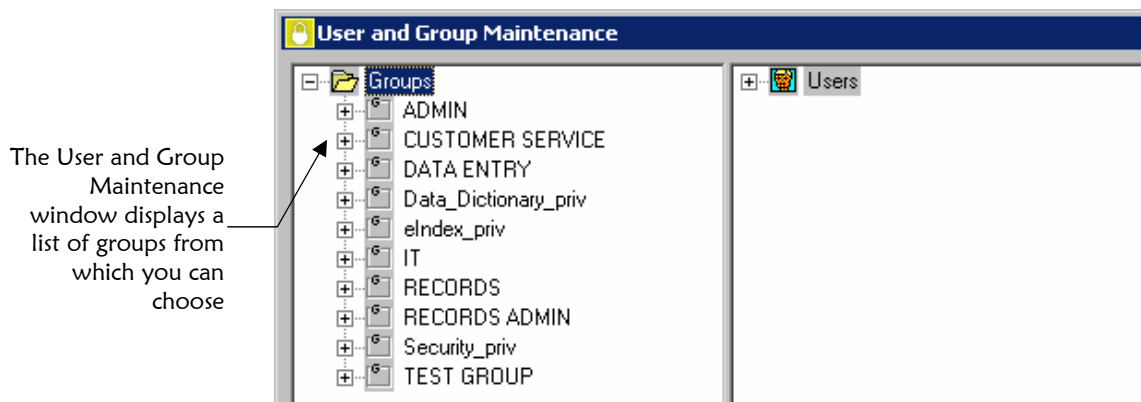 User and Group Maintenance
Groups
ADMIN
CUSTOMER SERVICE
DATA ENTRY
Data_Dictionary_priv
eIndex_priv
IT
RECORDS
RECORDS ADMIN
Security_priv
TEST GROUP
Users
The User and Group
Maintenance
window displays a
list of groups from
which you can
choose